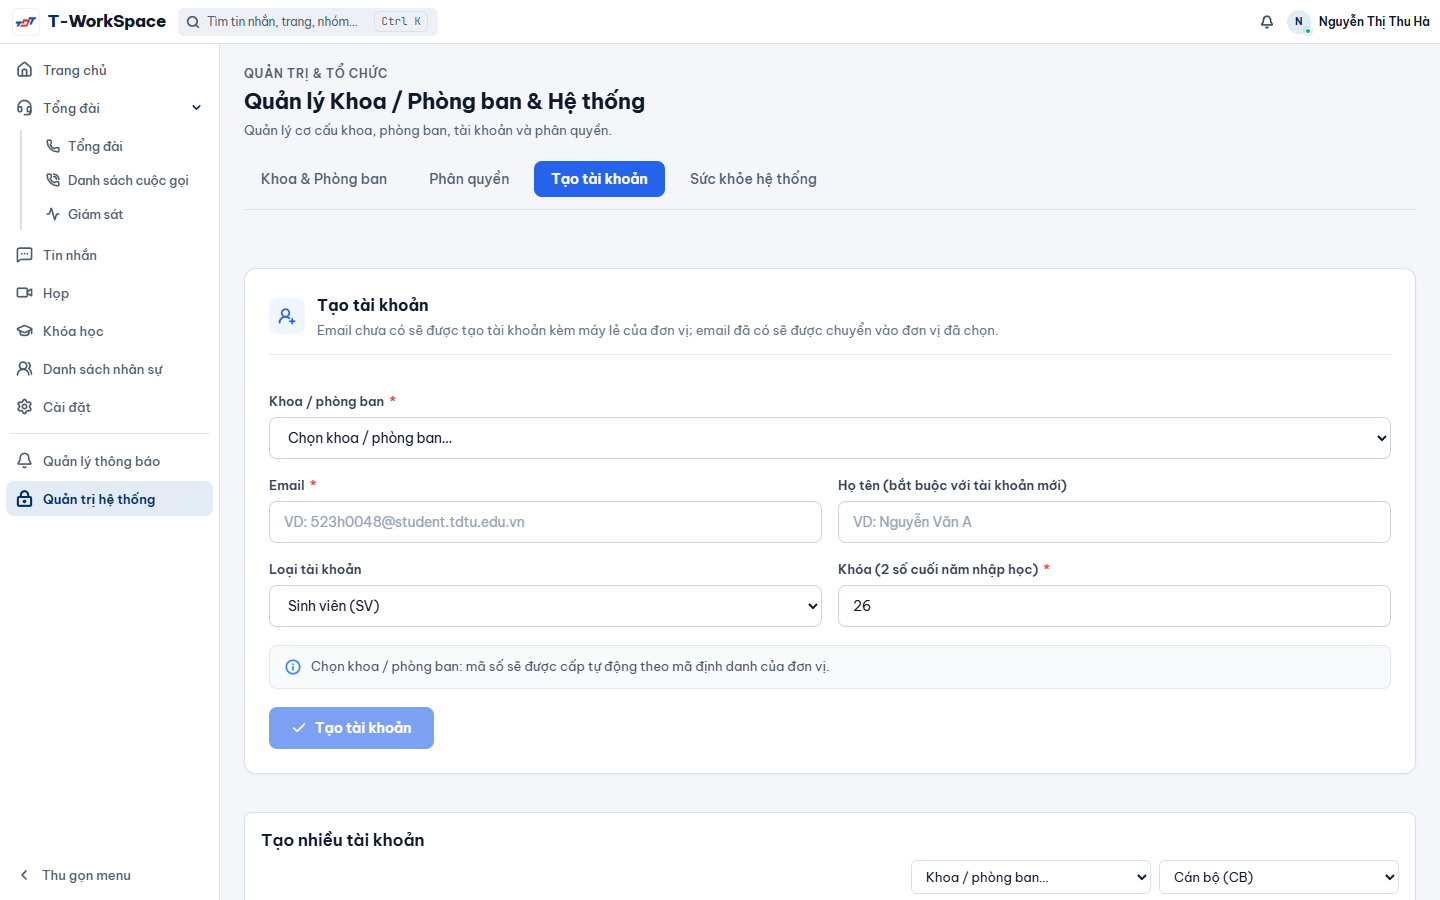 TDT T-WorkSpace
Tìm tin nhắn, trang, nhóm... Ctrl K
N Nguyễn Thị Thu Hà
Trang chủ
Tổng đài
Tổng đài
Danh sách cuộc gọi
Giám sát
Tin nhắn
Họp
Khóa học
Danh sách nhân sự
Cài đặt
Quản lý thông báo
Quản trị hệ thống
Thu gọn menu
QUẢN TRỊ & TỔ CHỨC
Quản lý Khoa / Phòng ban & Hệ thống
Quản lý cơ cấu khoa, phòng ban, tài khoản và phân quyền.
Khoa & Phòng ban Phân quyền Tạo tài khoản Sức khỏe hệ thống
Tạo tài khoản
Email chưa có sẽ được tạo tài khoản kèm máy lẻ của đơn vị; email đã có sẽ được chuyển vào đơn vị đã chọn.
Khoa / phòng ban *
Chọn khoa / phòng ban...
Email * Họ tên (bắt buộc với tài khoản mới)
VD: 523h0048@student.tdtu.edu.vn VD: Nguyễn Văn A
Loại tài khoản Khóa (2 số cuối năm nhập học) *
Sinh viên (SV) 26
Chọn khoa / phòng ban: mã số sẽ được cấp tự động theo mã định danh của đơn vị.
Tạo tài khoản
Tạo nhiều tài khoản
Khoa / phòng ban... Cán bộ (CB)